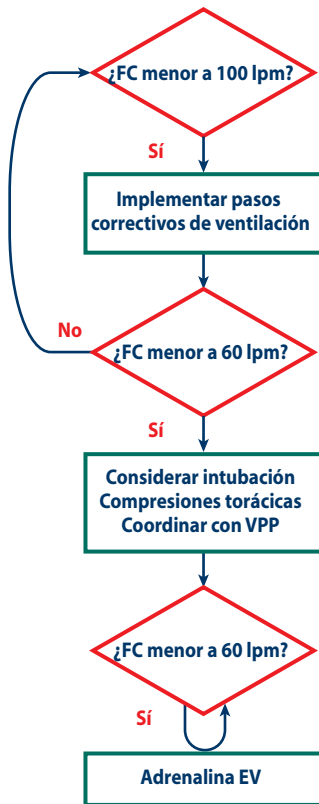 ¿FC menor a 100 lpm?
Sí
Implementar pasos
correctivos de ventilación
No
¿FC menor a 60 lpm?
Sí
Considerar intubación
Compresiones torácicas
Coordinar con VPP
¿FC menor a 60 lpm?
Sí
Adrenalina EV